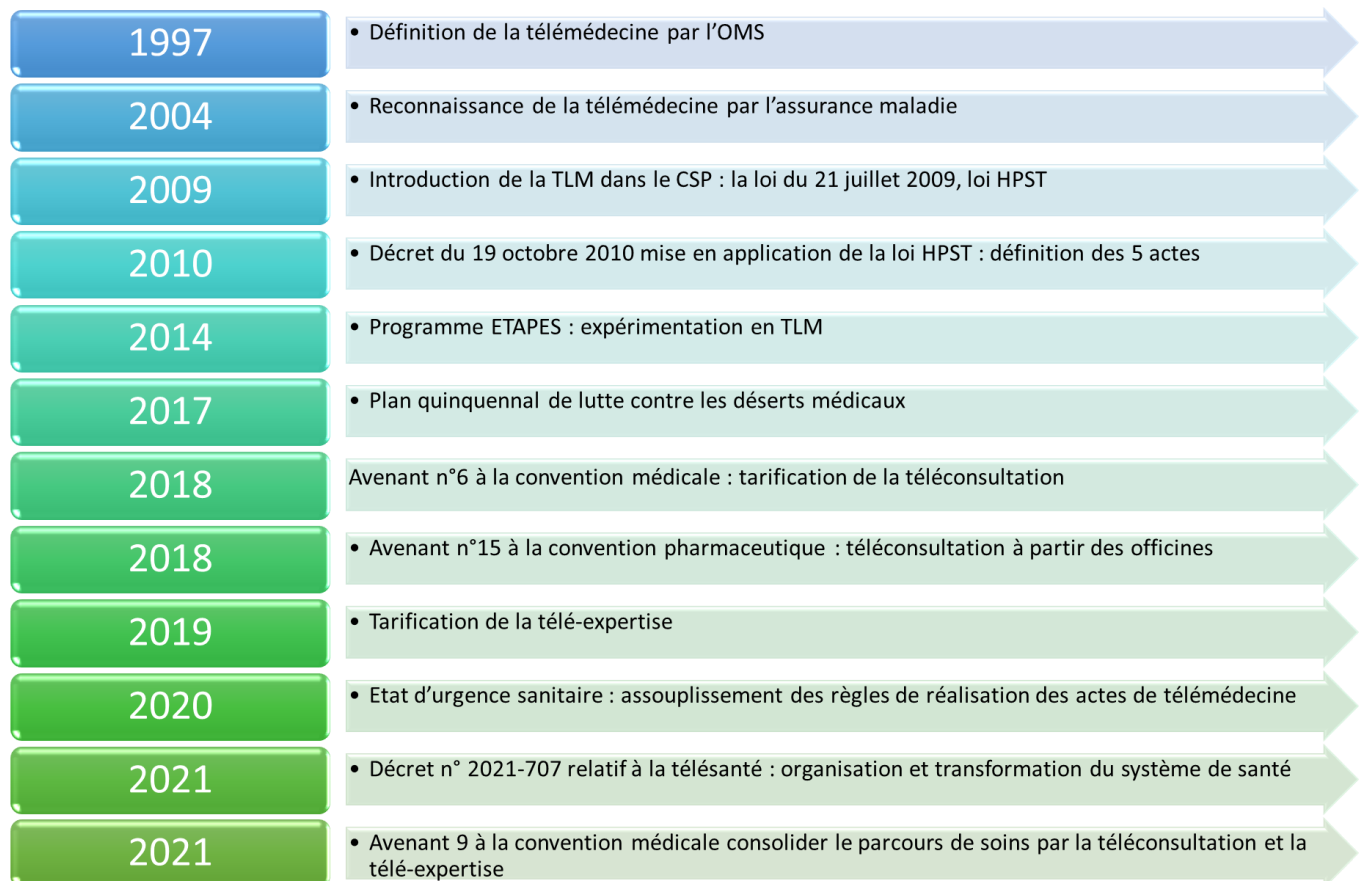 1997
• Définition de la télémédecine par l’OMS
2004
• Reconnaissance de la télémédecine par l’assurance maladie
2009
• Introduction de la TLM dans le CSP : la loi du 21 juillet 2009, loi HPST
2010
• Décret du 19 octobre 2010 mise en application de la loi HPST : définition des 5 actes
2014
• Programme ETAPES : expérimentation en TLM
2017
• Plan quinquennal de lutte contre les déserts médicaux
2018
Avenant n°6 à la convention médicale : tarification de la téléconsultation
2018
• Avenant n°15 à la convention pharmaceutique : téléconsultation à partir des officines
2019
• Tarification de la télé-expertise
2020
• Etat d’urgence sanitaire : assouplissement des règles de réalisation des actes de télémédecine
2021
• Décret n° 2021-707 relatif à la télésanté : organisation et transformation du système de santé
2021
• Avenant 9 à la convention médicale consolider le parcours de soins par la téléconsultation et la
télé-expertise